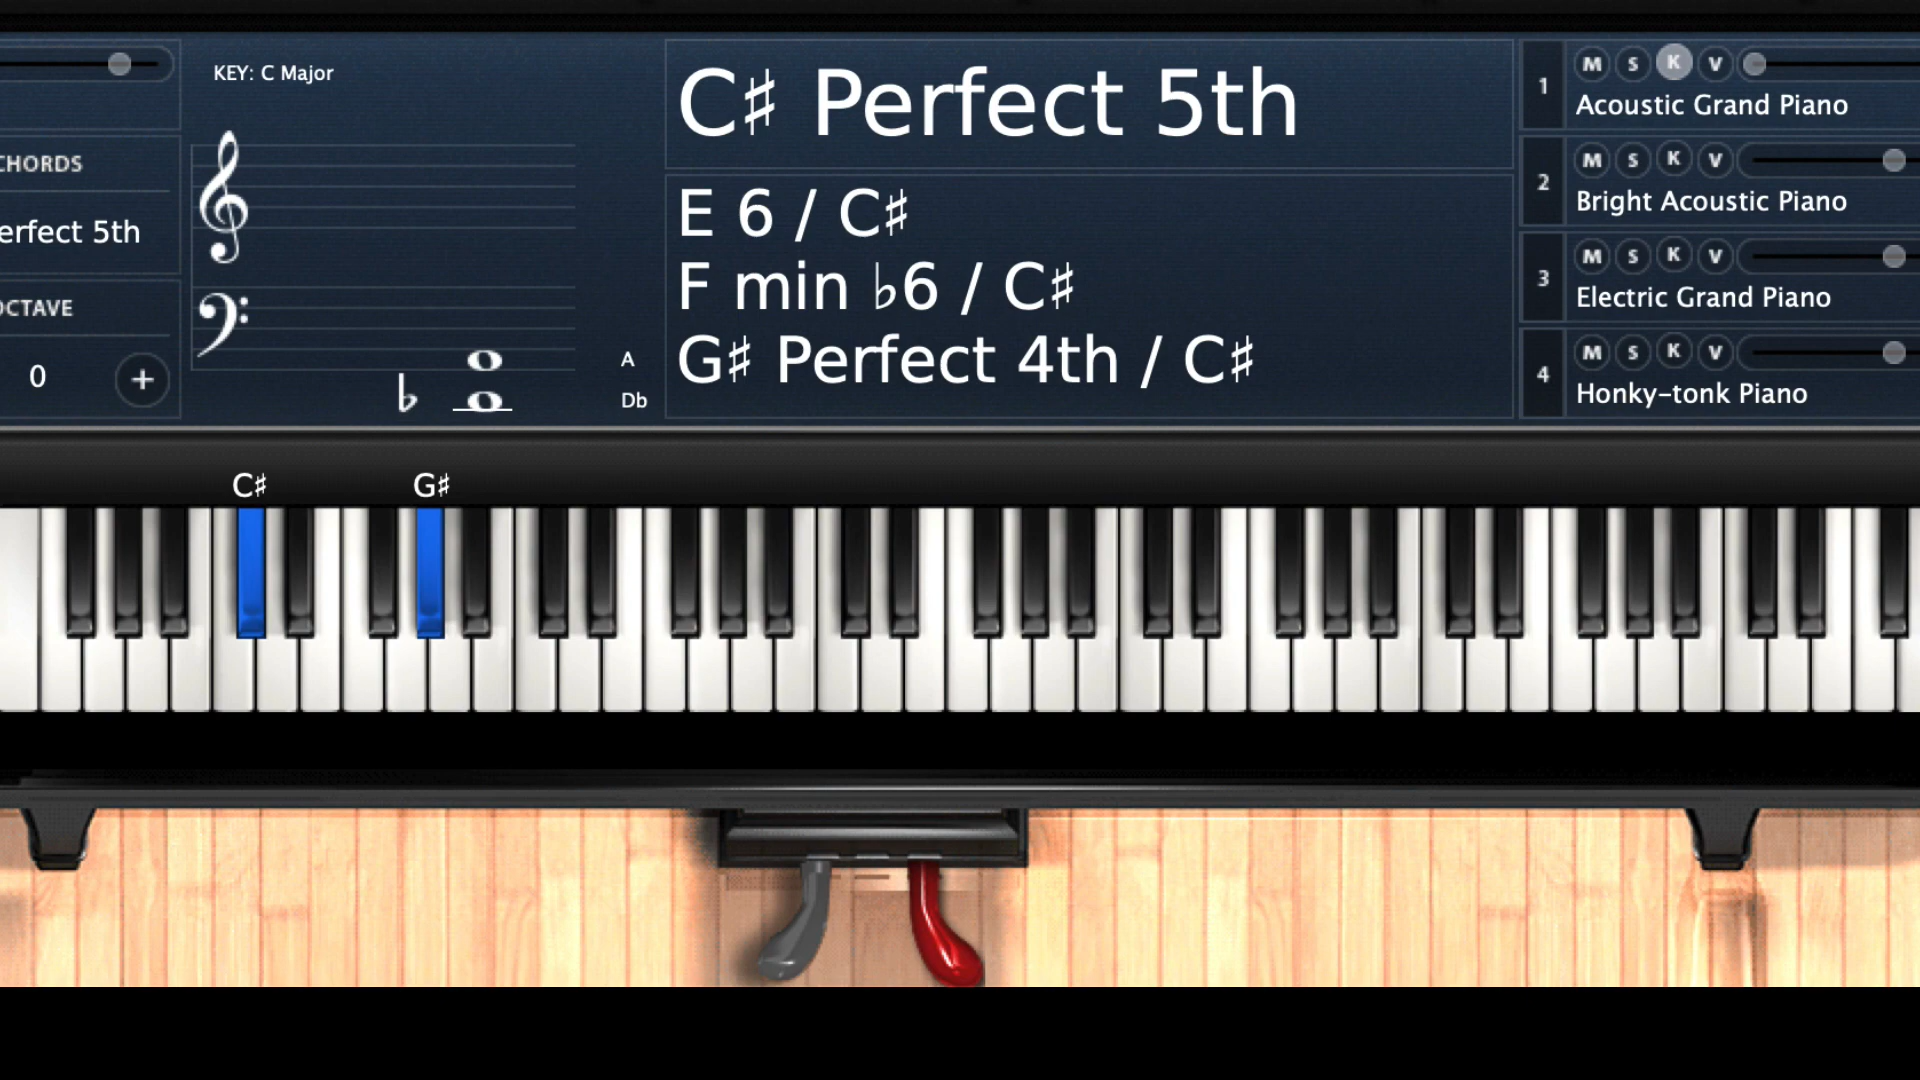 KEY: C Major
CHORDS
erfect 5th
OCTAVE
0 +
♭
A
Db
C♯ Perfect 5th
E 6 / C♯
F min ♭6 / C♯
G♯ Perfect 4th / C♯
1
M S K V
Acoustic Grand Piano
2
M S K V
Bright Acoustic Piano
3
M S K V
Electric Grand Piano
4
M S K V
Honky-tonk Piano
C♯ G♯